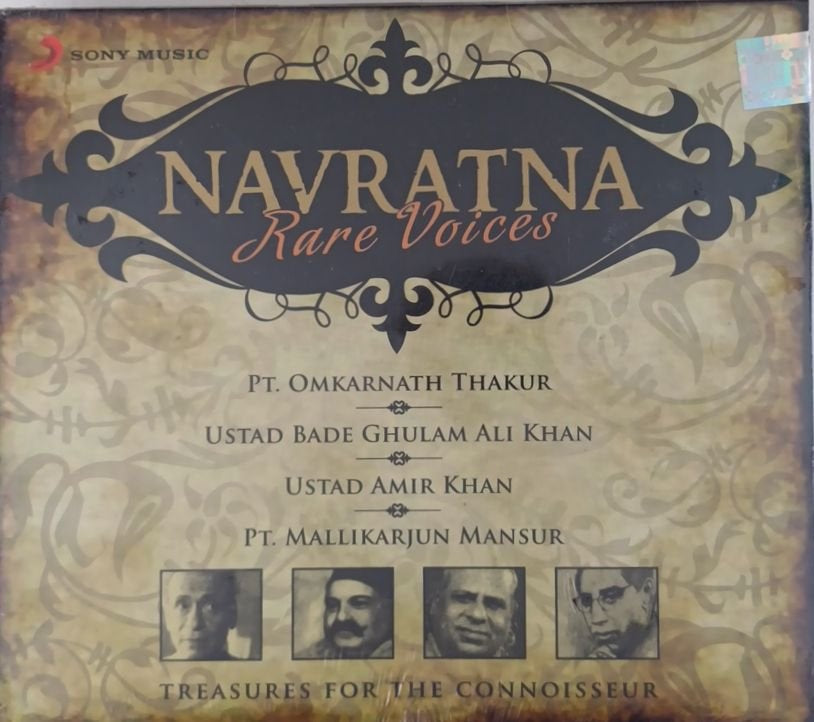 SONY MUSIC
NAVRATNA
Rare Voices
PT. OMKARNATH THAKUR
USTAD BADE GHULAM ALI KHAN
USTAD AMIR KHAN
PT. MALLIKARJUN MANSUR
TREASURES FOR THE CONNOISSEUR